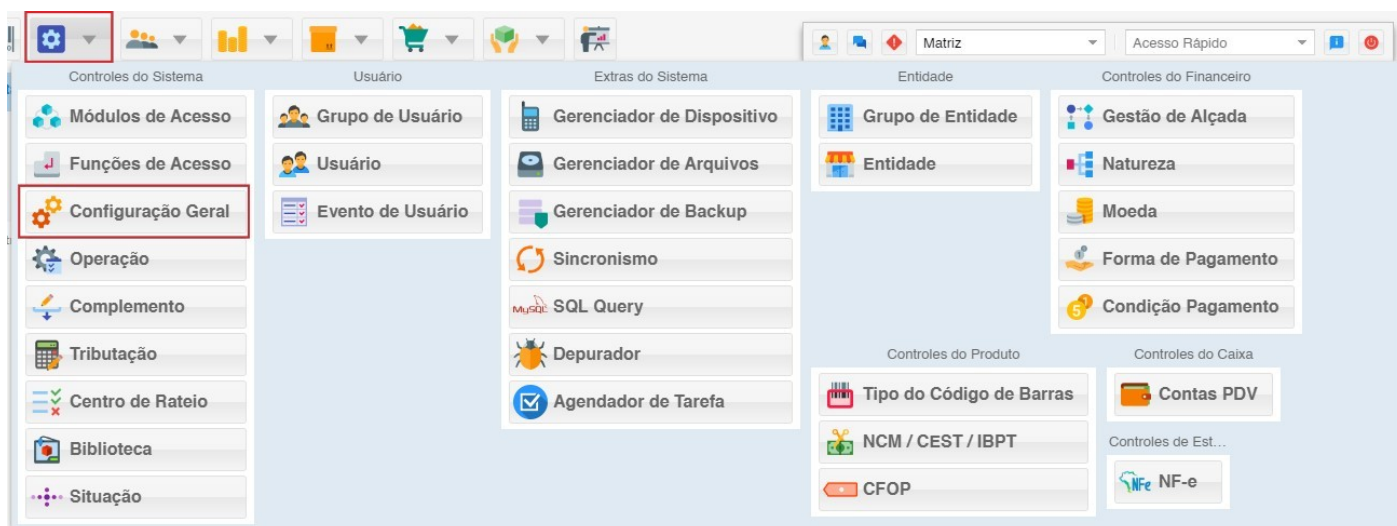 Matriz
Acesso Rápido
Controles do Sistema
Módulos de Acesso
Funções de Acesso
Configuração Geral
Operação
Complemento
Tributação
Centro de Rateio
Biblioteca
Situação
Usuário
Grupo de Usuário
Usuário
Evento de Usuário
Extras do Sistema
Gerenciador de Dispositivo
Gerenciador de Arquivos
Gerenciador de Backup
Sincronismo
MySQL SQL Query
Depurador
Agendador de Tarefa
Entidade
Grupo de Entidade
Entidade
Controles do Financeiro
Gestão de Alçada
Natureza
Moeda
Forma de Pagamento
5 Condição Pagamento
Controles do Produto
Tipo do Código de Barras
NCM / CEST / IBPT
CFOP
Controles do Caixa
Contas PDV
Controles de Est...
NFe NF-e